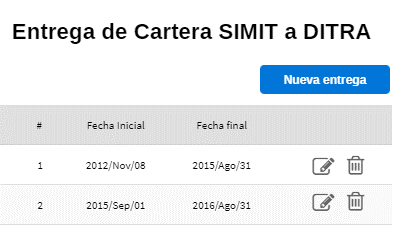 Entrega de Cartera SIMIT a DITRA
Nueva entrega
# Fecha Inicial Fecha final
1 2012/Nov/08 2015/Ago/31
2 2015/Sep/01 2016/Ago/31